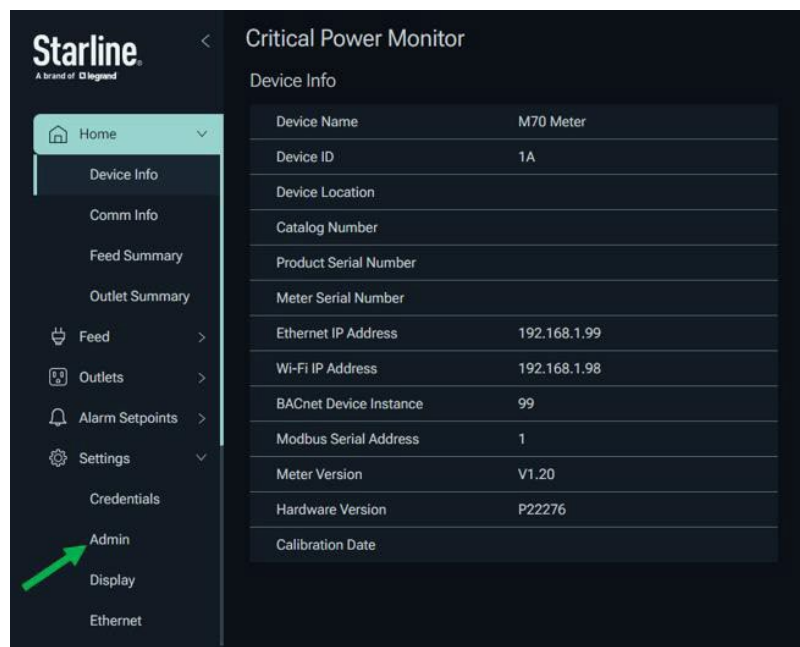 Starline®
A brand of legrand
Home
Device Info
Comm Info
Feed Summary
Outlet Summary
Feed
Outlets
Alarm Setpoints
Settings
Credentials
Admin
Display
Ethernet
Critical Power Monitor
Device Info
Device Name M70 Meter
Device ID 1A
Device Location
Catalog Number
Product Serial Number
Meter Serial Number
Ethernet IP Address 192.168.1.99
Wi-Fi IP Address 192.168.1.98
BACnet Device Instance 99
Modbus Serial Address 1
Meter Version V1.20
Hardware Version P22276
Calibration Date